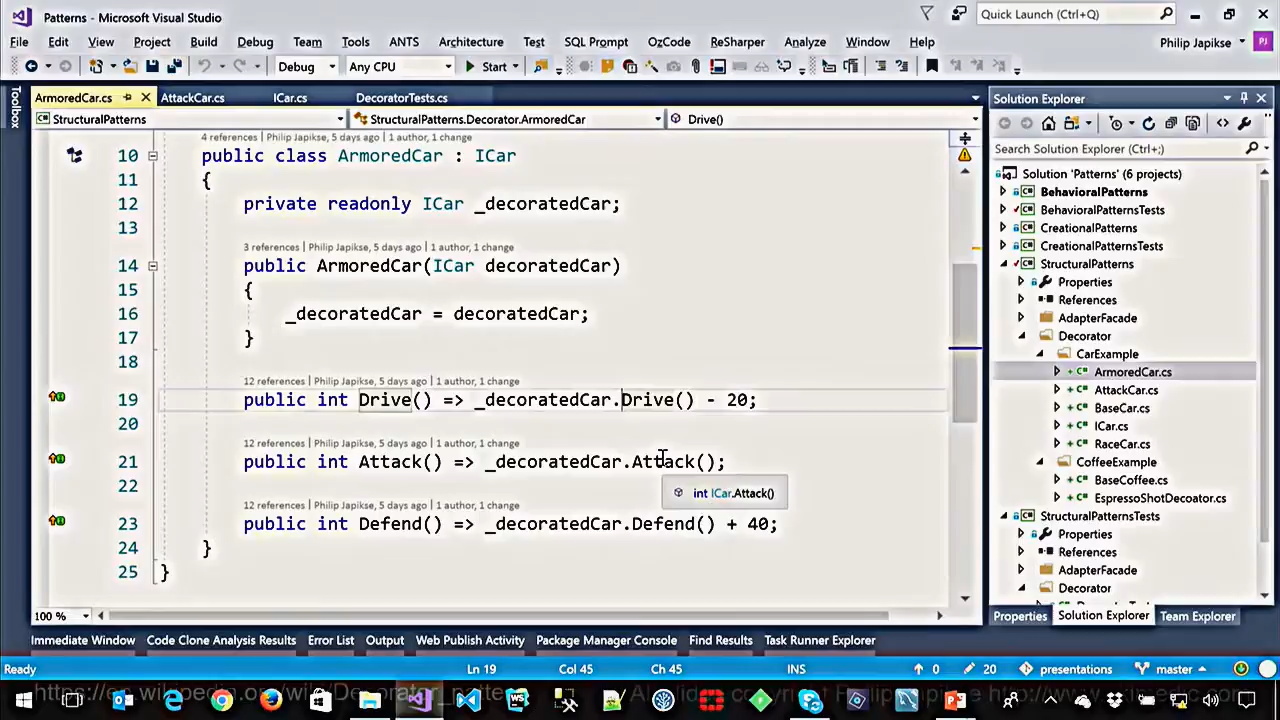 Patterns - Microsoft Visual Studio
Quick Launch (Ctrl+Q)
File Edit View Project Build Debug Team Tools ANTS Architecture Test SQL Prompt OzCode ReSharper Analyze Window Help
Philip Japikse PJ
Debug Any CPU Start
Toolbox
ArmoredCar.cs AttackCar.cs ICar.cs DecoratorTests.cs
StructuralPatterns StructuralPatterns.Decorator.ArmoredCar Drive()
4 references | Philip Japikse, 5 days ago | 1 author, 1 change
10 public class ArmoredCar : ICar
11 {
12 private readonly ICar _decoratedCar;
13
3 references | Philip Japikse, 5 days ago | 1 author, 1 change
14 public ArmoredCar(ICar decoratedCar)
15 {
16 _decoratedCar = decoratedCar;
17 }
18
12 references | Philip Japikse, 5 days ago | 1 author, 1 change
19 public int Drive() => _decoratedCar.Drive() - 20;
20
12 references | Philip Japikse, 5 days ago | 1 author, 1 change
21 public int Attack() => _decoratedCar.Attack();
int ICar.Attack()
22
12 references | Philip Japikse, 5 days ago | 1 author, 1 change
23 public int Defend() => _decoratedCar.Defend() + 40;
24 }
25 }
100 %
Solution Explorer
Search Solution Explorer (Ctrl+;)
Solution 'Patterns' (6 projects)
BehavioralPatterns
BehavioralPatternsTests
CreationalPatterns
CreationalPatternsTests
StructuralPatterns
Properties
References
AdapterFacade
Decorator
CarExample
ArmoredCar.cs
AttackCar.cs
BaseCar.cs
ICar.cs
RaceCar.cs
CoffeeExample
BaseCoffee.cs
EspressoShotDecoator.cs
StructuralPatternsTests
Properties
References
AdapterFacade
Decorator
Properties Solution Explorer Team Explorer
Immediate Window Code Clone Analysis Results Error List Output Web Publish Activity Package Manager Console Find Results Task Runner Explorer
Ready Ln 19 Col 45 Ch 45 INS 0 20 presentations master